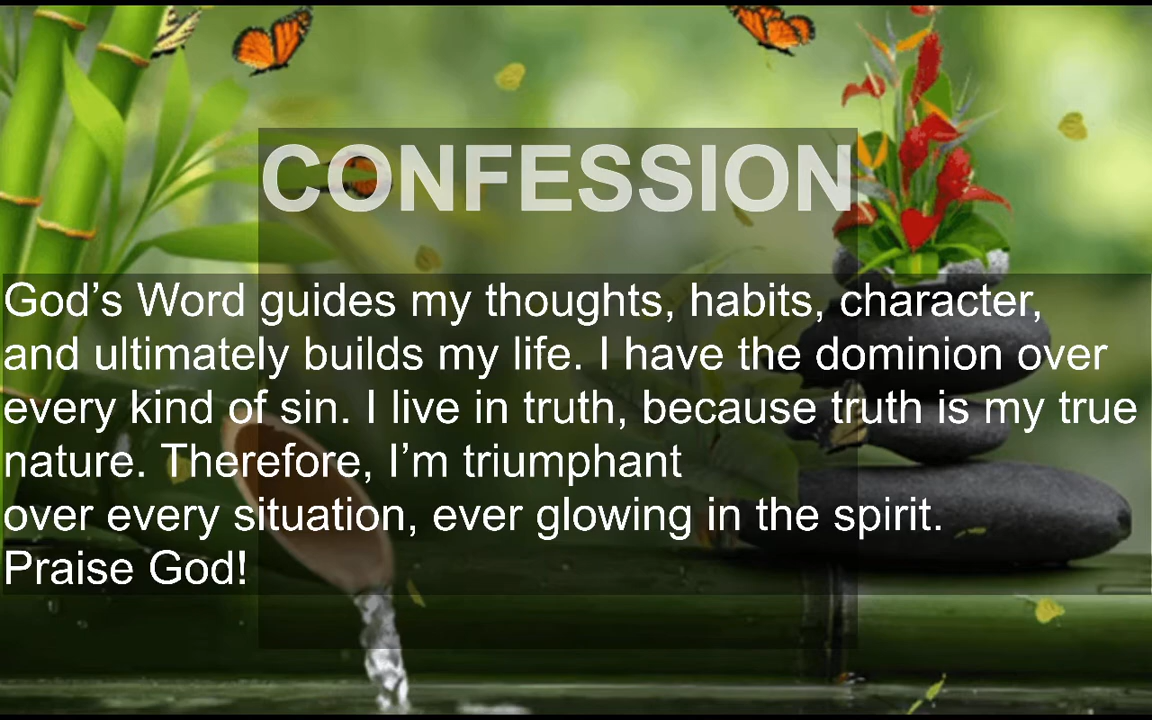 CONFESSION
God’s Word guides my thoughts, habits, character,
and ultimately builds my life. I have the dominion over
every kind of sin. I live in truth, because truth is my true
nature. Therefore, I’m triumphant
over every situation, ever glowing in the spirit.
Praise God!